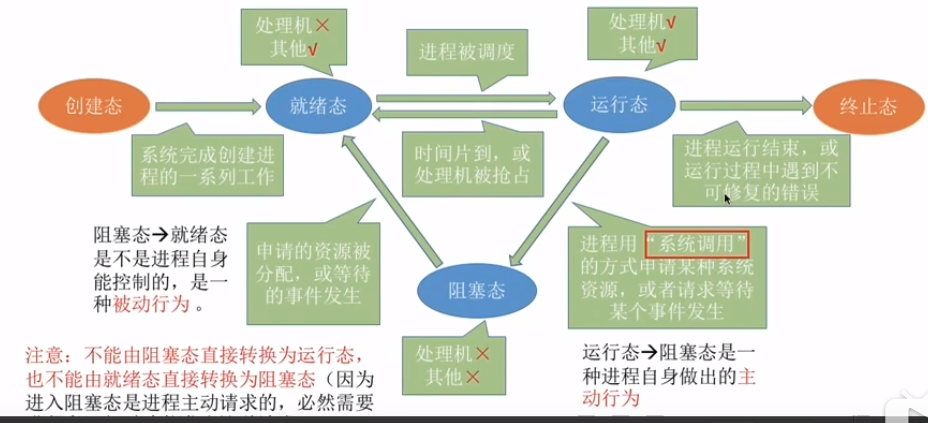 处理机×
其他√
处理机√
其他√
进程被调度
创建态
就绪态
运行态
终止态
系统完成创建进
程的一系列工作
时间片到，或
处理机被抢占
进程运行结束，或
运行过程中遇到不
可修复的错误
阻塞态→就绪态
是不是进程自身
能控制的，是一
种被动行为 。
申请的资源被
分配，或等待
的事件发生
阻塞态
进程用“系统调用”
的方式申请某种系统
资源，或者请求等待
某个事件发生
处理机×
其他×
注意：不能由阻塞态直接转换为运行态，
也不能由就绪态直接转换为阻塞态（因为
进入阻塞态是进程主动请求的，必然需要
运行态→阻塞态是一
种进程自身做出的主
动行为